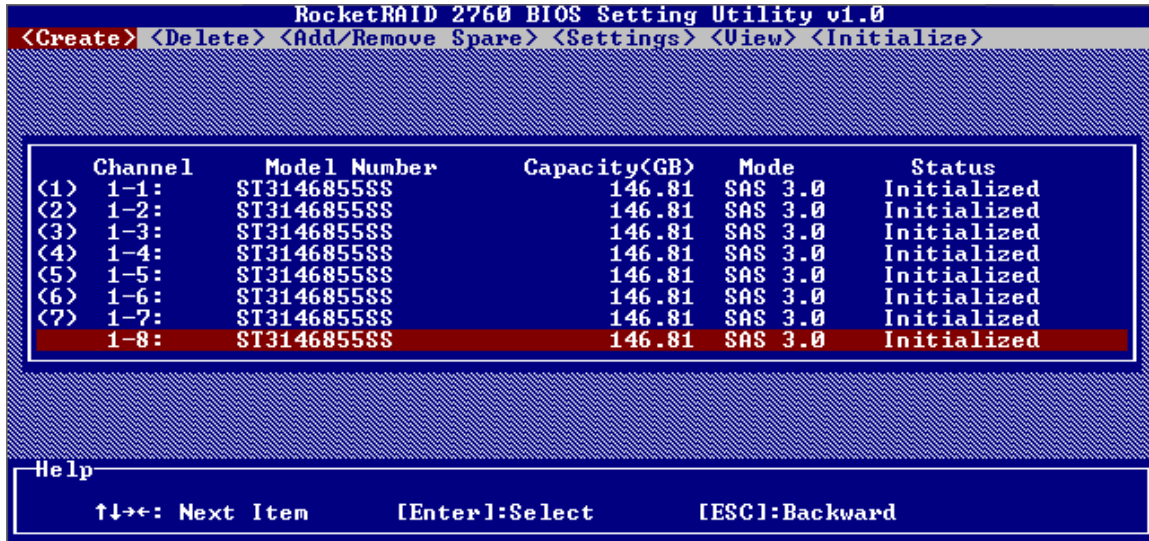 RocketRAID 2760 BIOS Setting Utility v1.0
<Create> <Delete> <Add/Remove Spare> <Settings> <View> <Initialize>
Channel Model Number Capacity(GB) Mode Status
(1) 1-1: ST3146855SS 146.81 SAS 3.0 Initialized
(2) 1-2: ST3146855SS 146.81 SAS 3.0 Initialized
(3) 1-3: ST3146855SS 146.81 SAS 3.0 Initialized
(4) 1-4: ST3146855SS 146.81 SAS 3.0 Initialized
(5) 1-5: ST3146855SS 146.81 SAS 3.0 Initialized
(6) 1-6: ST3146855SS 146.81 SAS 3.0 Initialized
(7) 1-7: ST3146855SS 146.81 SAS 3.0 Initialized
1-8: ST3146855SS 146.81 SAS 3.0 Initialized
Help
↑↓→←: Next Item [Enter]:Select [ESC]:Backward